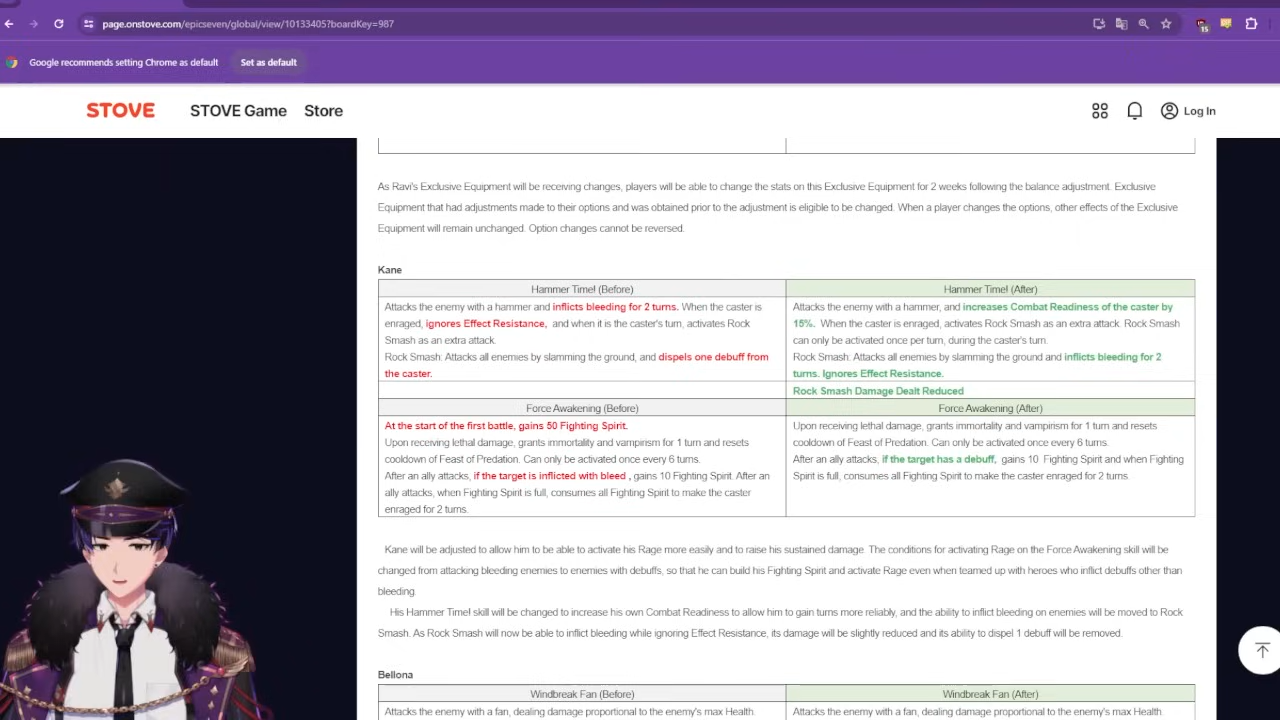 page.onstove.com/epicseven/global/view/10133405?boardKey=987
15
Google recommends setting Chrome as default
Set as default
STOVE
STOVE Game
Store
Log In
As Ravi's Exclusive Equipment will be receiving changes, players will be able to change the stats on this Exclusive Equipment for 2 weeks following the balance adjustment. Exclusive
Equipment that had adjustments made to their options and was obtained prior to the adjustment is eligible to be changed. When a player changes the options, other effects of the Exclusive
Equipment will remain unchanged. Option changes cannot be reversed.
Kane
Hammer Time! (Before)
Attacks the enemy with a hammer and inflicts bleeding for 2 turns. When the caster is
enraged, ignores Effect Resistance, and when it is the caster's turn, activates Rock
Smash as an extra attack.
Rock Smash: Attacks all enemies by slamming the ground, and dispels one debuff from
the caster.
Hammer Time! (After)
Attacks the enemy with a hammer, and increases Combat Readiness of the caster by
15%. When the caster is enraged, activates Rock Smash as an extra attack. Rock Smash
can only be activated once per turn, during the caster's turn.
Rock Smash: Attacks all enemies by slamming the ground and inflicts bleeding for 2
turns. Ignores Effect Resistance.
Rock Smash Damage Dealt Reduced
Force Awakening (Before)
At the start of the first battle, gains 50 Fighting Spirit.
Upon receiving lethal damage, grants immortality and vampirism for 1 turn and resets
cooldown of Feast of Predation. Can only be activated once every 6 turns.
After an ally attacks, if the target is inflicted with bleed , gains 10 Fighting Spirit. After an
ally attacks, when Fighting Spirit is full, consumes all Fighting Spirit to make the caster
enraged for 2 turns.
Force Awakening (After)
Upon receiving lethal damage, grants immortality and vampirism for 1 turn and resets
cooldown of Feast of Predation. Can only be activated once every 6 turns.
After an ally attacks, if the target has a debuff, gains 10 Fighting Spirit and when Fighting
Spirit is full, consumes all Fighting Spirit to make the caster enraged for 2 turns.
Kane will be adjusted to allow him to be able to activate his Rage more easily and to raise his sustained damage. The conditions for activating Rage on the Force Awakening skill will be
changed from attacking bleeding enemies to enemies with debuffs, so that he can build his Fighting Spirit and activate Rage even when teamed up with heroes who inflict debuffs other than
bleeding.
His Hammer Time! skill will be changed to increase his own Combat Readiness to allow him to gain turns more reliably, and the ability to inflict bleeding on enemies will be moved to Rock
Smash. As Rock Smash will now be able to inflict bleeding while ignoring Effect Resistance, its damage will be slightly reduced and its ability to dispel 1 debuff will be removed.
Bellona
Windbreak Fan (Before)
Attacks the enemy with a fan, dealing damage proportional to the enemy's max Health.
Windbreak Fan (After)
Attacks the enemy with a fan, dealing damage proportional to the enemy's max Health.